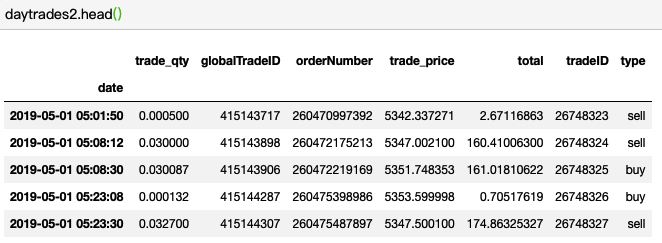 daytrades2.head()
trade_qty globalTradeID orderNumber trade_price total tradeID type
date
2019-05-01 05:01:50 0.000500 415143717 260470997392 5342.337271 2.67116863 26748323 sell
2019-05-01 05:08:12 0.030000 415143898 260472175213 5347.002100 160.41006300 26748324 sell
2019-05-01 05:08:30 0.030087 415143906 260472219169 5351.748353 161.01810622 26748325 buy
2019-05-01 05:23:08 0.000132 415144287 260475398986 5353.599998 0.70517619 26748326 buy
2019-05-01 05:23:30 0.032700 415144307 260475487897 5347.500100 174.86325327 26748327 sell